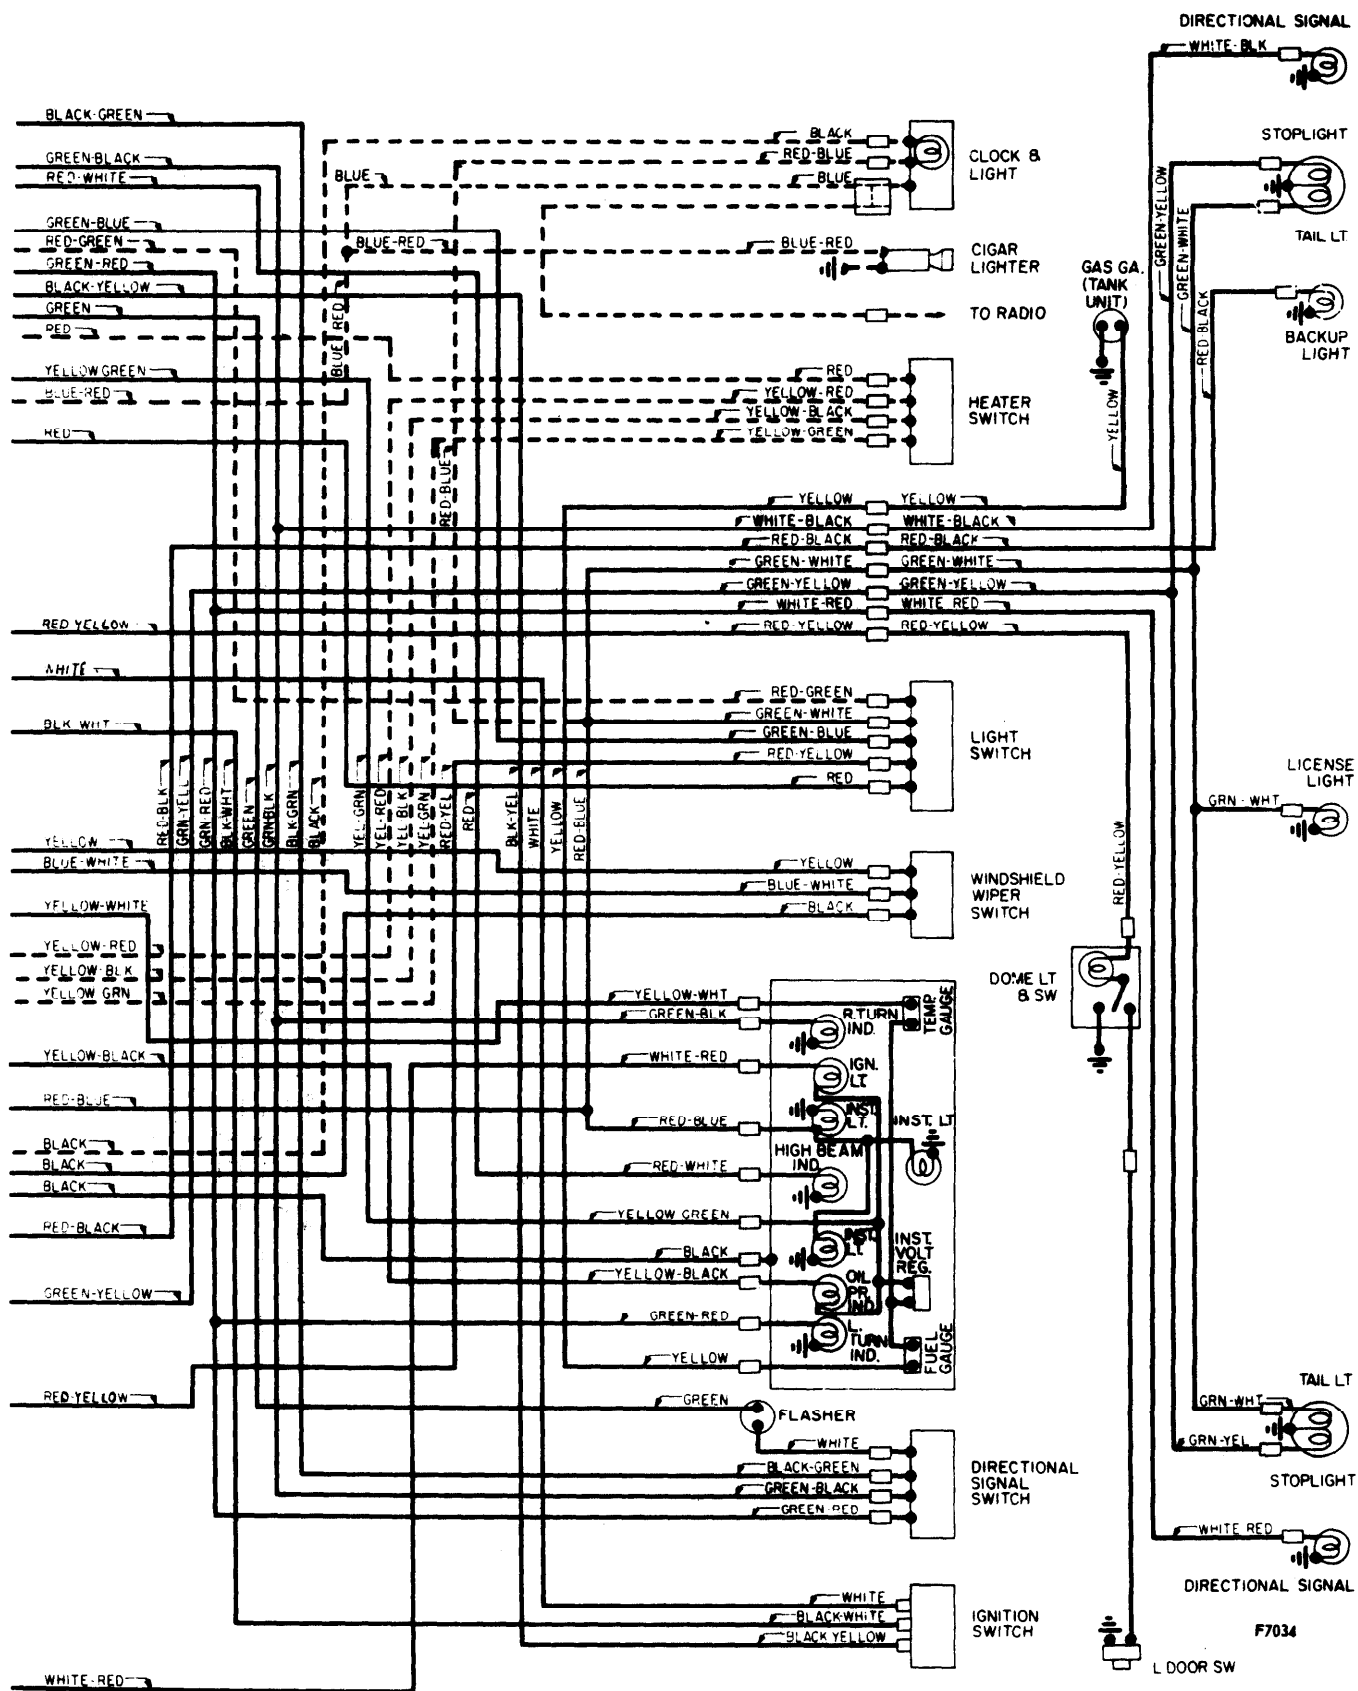 DIRECTIONAL SIGNAL
WHITE-BLK
BLACK-GREEN
BLACK
STOPLIGHT
GREEN-BLACK
RED-BLUE
CLOCK &
LIGHT
RED-WHITE
BLUE
BLUE
GREEN-YELLOW
GREEN-WHITE
TAIL LT
GREEN-BLUE
RED-GREEN
BLUE-RED
BLUE-RED
CIGAR
LIGHTER
GREEN-RED
GAS GA.
(TANK
UNIT)
BLACK-YELLOW
GREEN
TO RADIO
RED
BLUE RED
RED-BLACK
BACKUP
LIGHT
YELLOW GREEN
RED
BLUE-RED
YELLOW-RED
HEATER
SWITCH
YELLOW-BLACK
RED
YELLOW-GREEN
YELLOW
RED-BLUE
YELLOW
YELLOW
WHITE-BLACK
WHITE-BLACK
RED-BLACK
RED-BLACK
GREEN-WHITE
GREEN-WHITE
GREEN-YELLOW
GREEN-YELLOW
WHITE-RED
WHITE RED
RED YELLOW
RED-YELLOW
RED-YELLOW
WHITE
RED-GREEN
GREEN-WHITE
BLK-WHT
GREEN-BLUE
LIGHT
SWITCH
RED-YELLOW
RED
LICENSE
LIGHT
GRN-WHT
RED-BLK
GRN-YELL
GRN-RED
BLK-WHT
GREEN
GRN-BLK
BLK-GRN
BLACK
YEL-GRN
YEL-RED
YEL BLK
YEL-GRN
RED-YEL
RED
BLK-YEL
WHITE
YELLOW
RED-BLUE
RED-YELLOW
YELLOW
BLUE-WHITE
YELLOW
BLUE-WHITE
BLACK
WINDSHIELD
WIPER
SWITCH
YELLOW-WHITE
YELLOW-RED
YELLOW-BLK
YELLOW GRN
DOME LT
& SW
YELLOW-WHT
GREEN-BLK
R.TURN
IND.
TEMP.
GAUGE
YELLOW-BLACK
WHITE-RED
IGN.
LT.
RED-BLUE
INST.
LT.
INST. LT
RED-BLUE
BLACK
HIGH BEAM
IND.
BLACK
RED-WHITE
BLACK
YELLOW GREEN
RED-BLACK
INST.
LT.
INST.
VOLT
REG.
BLACK
YELLOW-BLACK
OIL
PR.
IND.
GREEN-YELLOW
GREEN-RED
L.
TURN
IND.
FUEL
GAUGE
YELLOW
RED-YELLOW
GREEN
FLASHER
TAIL LT
GRN-WHT
WHITE
GRN-YEL
BLACK-GREEN
GREEN-BLACK
GREEN-RED
DIRECTIONAL
SIGNAL
SWITCH
STOPLIGHT
WHITE RED
DIRECTIONAL SIGNAL
WHITE
BLACK-WHITE
BLACK YELLOW
IGNITION
SWITCH
F7034
L DOOR SW
WHITE-RED